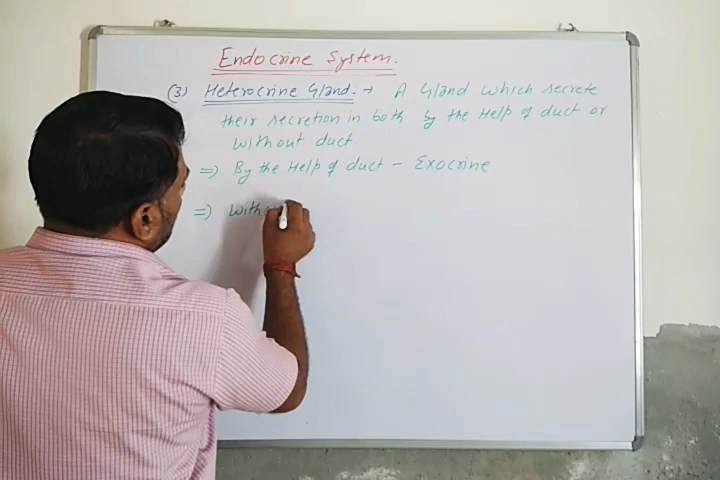 Endocrine System.
(3) Heterocrine Gland. → A Gland which secrete
their secretion in both by the Help of duct or
without duct
⇒ By the Help of duct - Exocrine
⇒ Witho